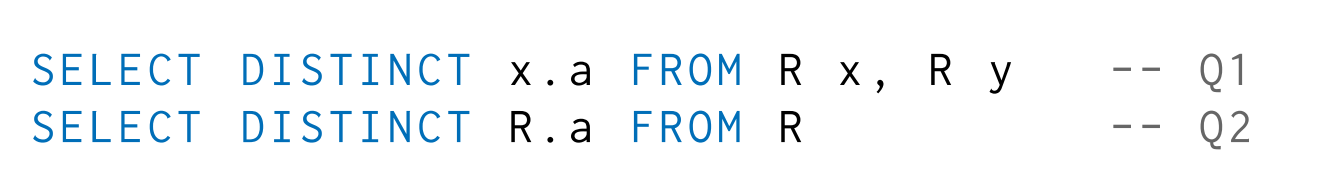 SELECT DISTINCT x.a FROM R x, R y -- Q1
SELECT DISTINCT R.a FROM R -- Q2